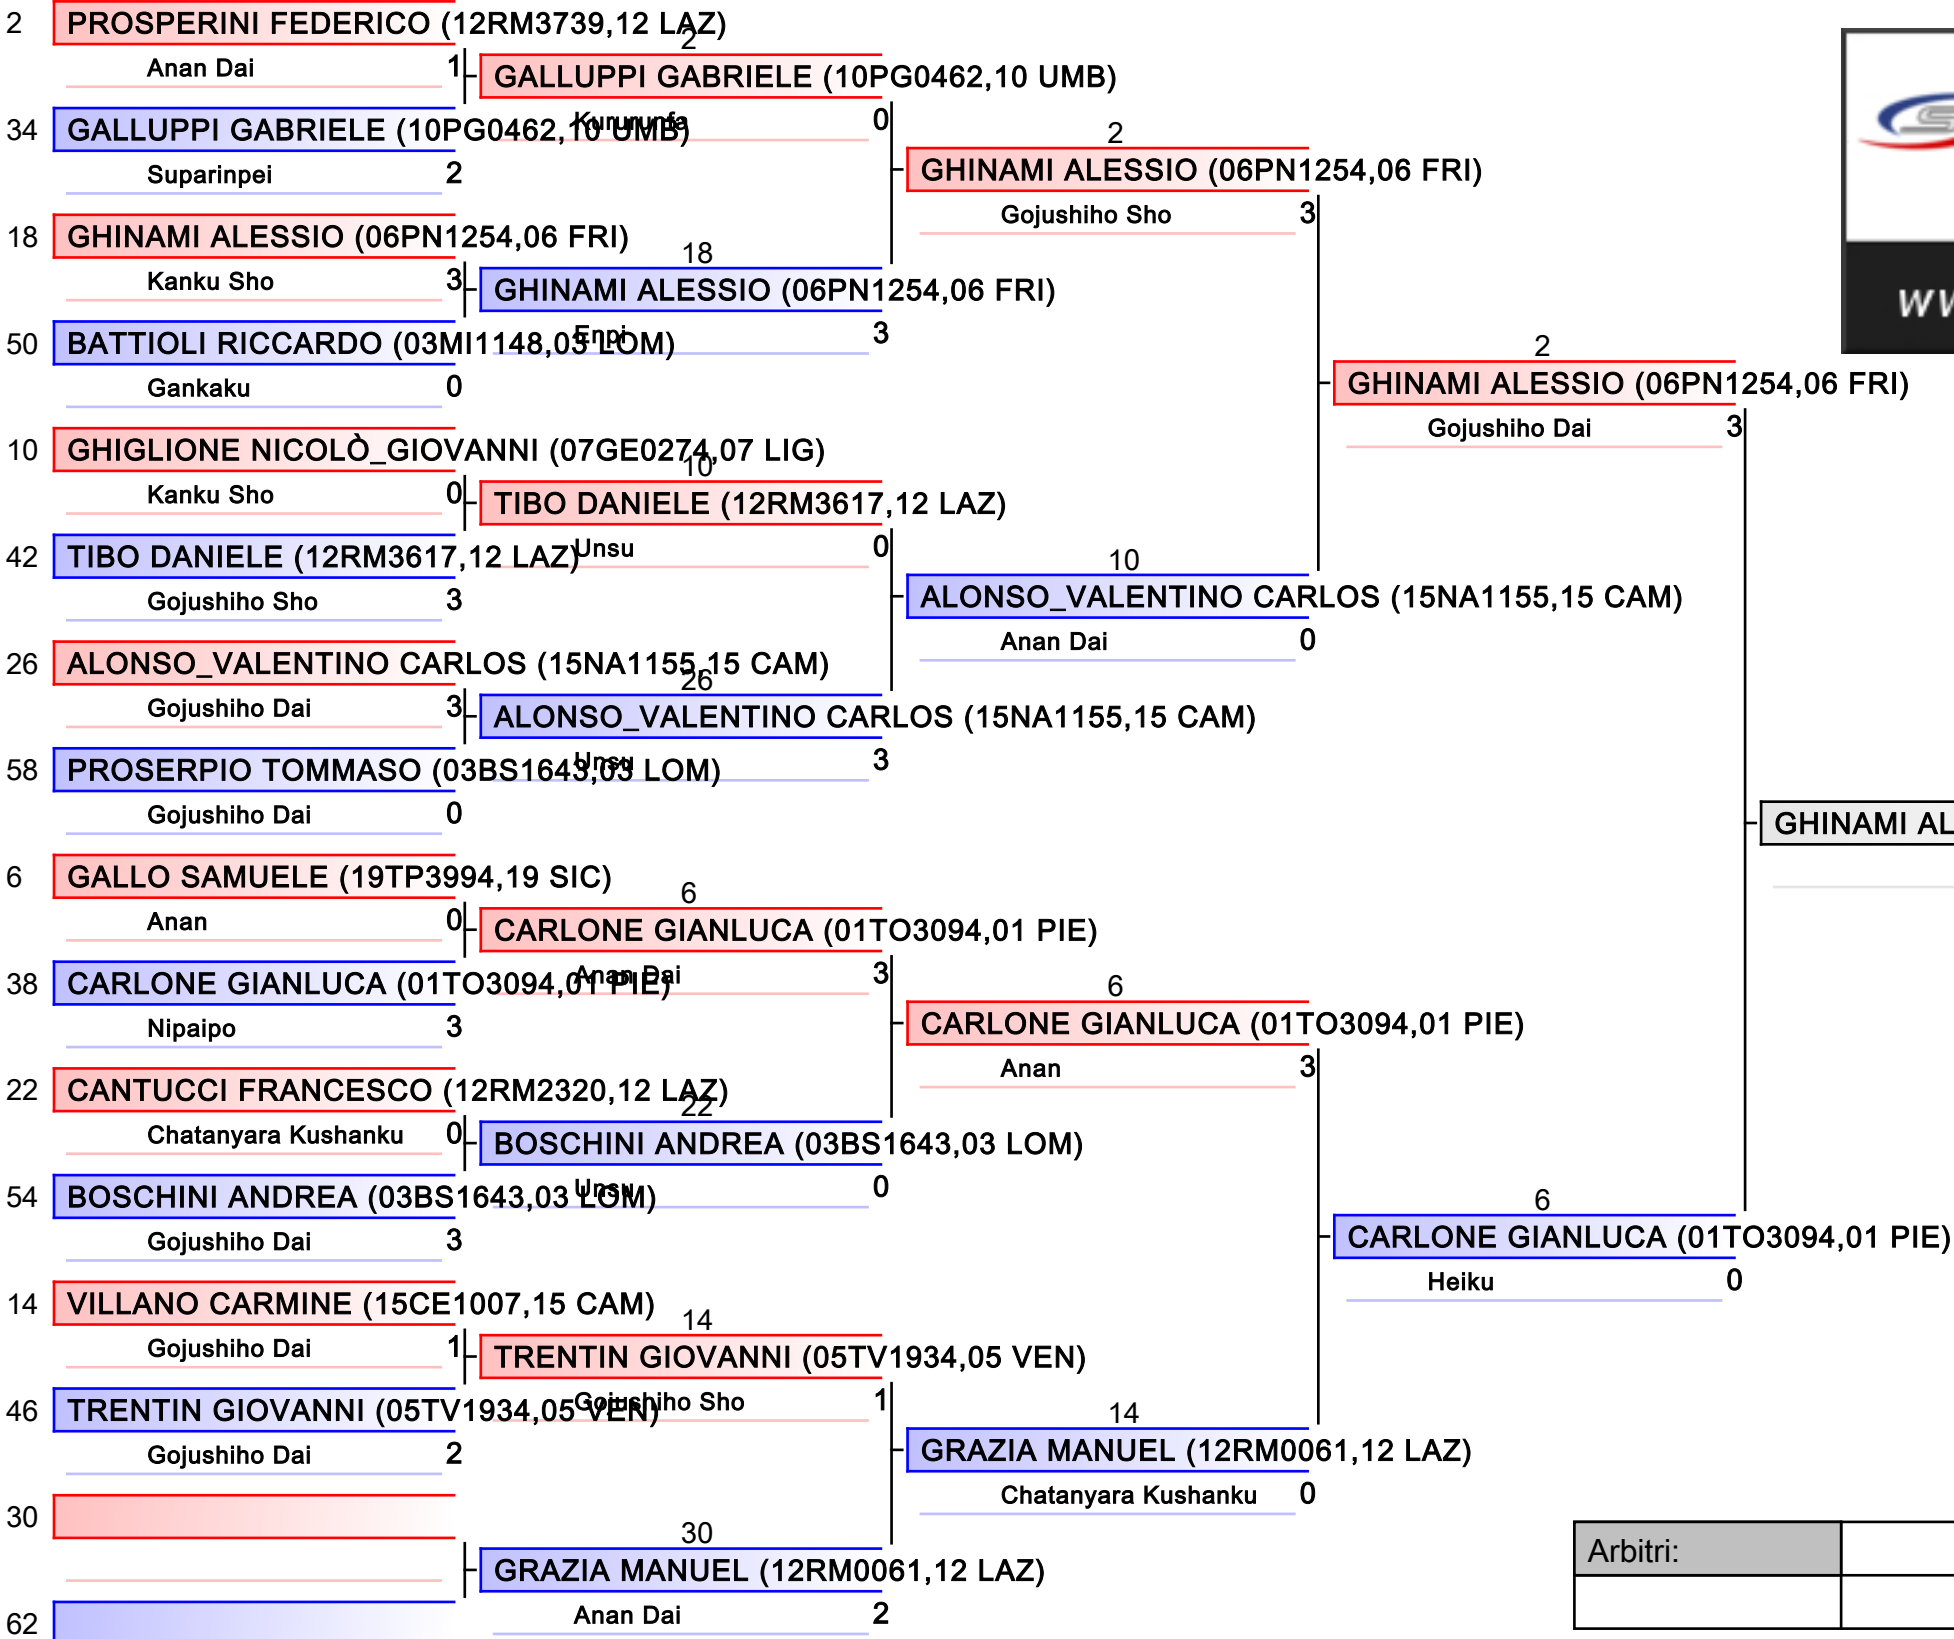 2 PROSPERINI FEDERICO (12RM3739,12 LAZ)
Anan Dai 1
34 GALLUPPI GABRIELE (10PG0462,10 UMB)
Suparinpei 2
18 GHINAMI ALESSIO (06PN1254,06 FRI)
Kanku Sho 3
50 BATTIOLI RICCARDO (03MI1148,03 LOM)
Gankaku 0
10 GHIGLIONE NICOLÒ_GIOVANNI (07GE0274,07 LIG)
Kanku Sho 0
42 TIBO DANIELE (12RM3617,12 LAZ)
Gojushiho Sho 3
26 ALONSO_VALENTINO CARLOS (15NA1155,15 CAM)
Gojushiho Dai 3
58 PROSERPIO TOMMASO (03BS1643,03 LOM)
Gojushiho Dai 0
6 GALLO SAMUELE (19TP3994,19 SIC)
Anan 0
38 CARLONE GIANLUCA (01TO3094,01 PIE)
Nipaipo 3
22 CANTUCCI FRANCESCO (12RM2320,12 LAZ)
Chatanyara Kushanku 0
54 BOSCHINI ANDREA (03BS1643,03 LOM)
Gojushiho Dai 3
14 VILLANO CARMINE (15CE1007,15 CAM)
Gojushiho Dai 1
46 TRENTIN GIOVANNI (05TV1934,05 VEN)
Gojushiho Dai 2
30
62
2
GALLUPPI GABRIELE (10PG0462,10 UMB)
Kururunfa 0
18
GHINAMI ALESSIO (06PN1254,06 FRI)
Enpi 3
10
TIBO DANIELE (12RM3617,12 LAZ)
Unsu 0
26
ALONSO_VALENTINO CARLOS (15NA1155,15 CAM)
Unsu 3
6
CARLONE GIANLUCA (01TO3094,01 PIE)
Anan Dai 3
22
BOSCHINI ANDREA (03BS1643,03 LOM)
Unsu 0
14
TRENTIN GIOVANNI (05TV1934,05 VEN)
Gojushiho Sho 1
30
GRAZIA MANUEL (12RM0061,12 LAZ)
Anan Dai 2
2
GHINAMI ALESSIO (06PN1254,06 FRI)
Gojushiho Sho 3
10
ALONSO_VALENTINO CARLOS (15NA1155,15 CAM)
Anan Dai 0
6
CARLONE GIANLUCA (01TO3094,01 PIE)
Anan 3
14
GRAZIA MANUEL (12RM0061,12 LAZ)
Chatanyara Kushanku 0
2
GHINAMI ALESSIO (06PN1254,06 FRI)
Gojushiho Dai 3
6
CARLONE GIANLUCA (01TO3094,01 PIE)
Heiku 0
GHINAMI AL
Arbitri: